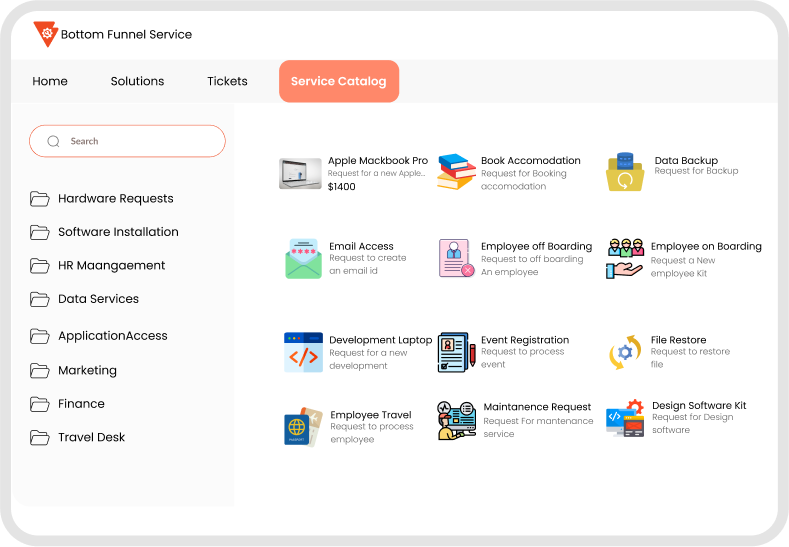 Bottom Funnel Service
Home
Solutions
Tickets
Service Catalog
Search
Hardware Requests
Software Installation
HR Maangaement
Data Services
ApplicationAccess
Marketing
Finance
Travel Desk
Apple Mackbook Pro
Request for a new Apple...
$1400
Book Accomodation
Request for Booking
accomodation
Data Backup
Request for Backup
Email Access
Request to create
an email id
Employee off Boarding
Request to off boarding
An employee
Employee on Boarding
Request a New
employee Kit
Development Laptop
Request for a new
development
Event Registration
Request to process
event
File Restore
Request to restore
file
Employee Travel
Request to process
employee
Maintanence Request
Request For mantenance
service
Design Software Kit
Request for Design
software